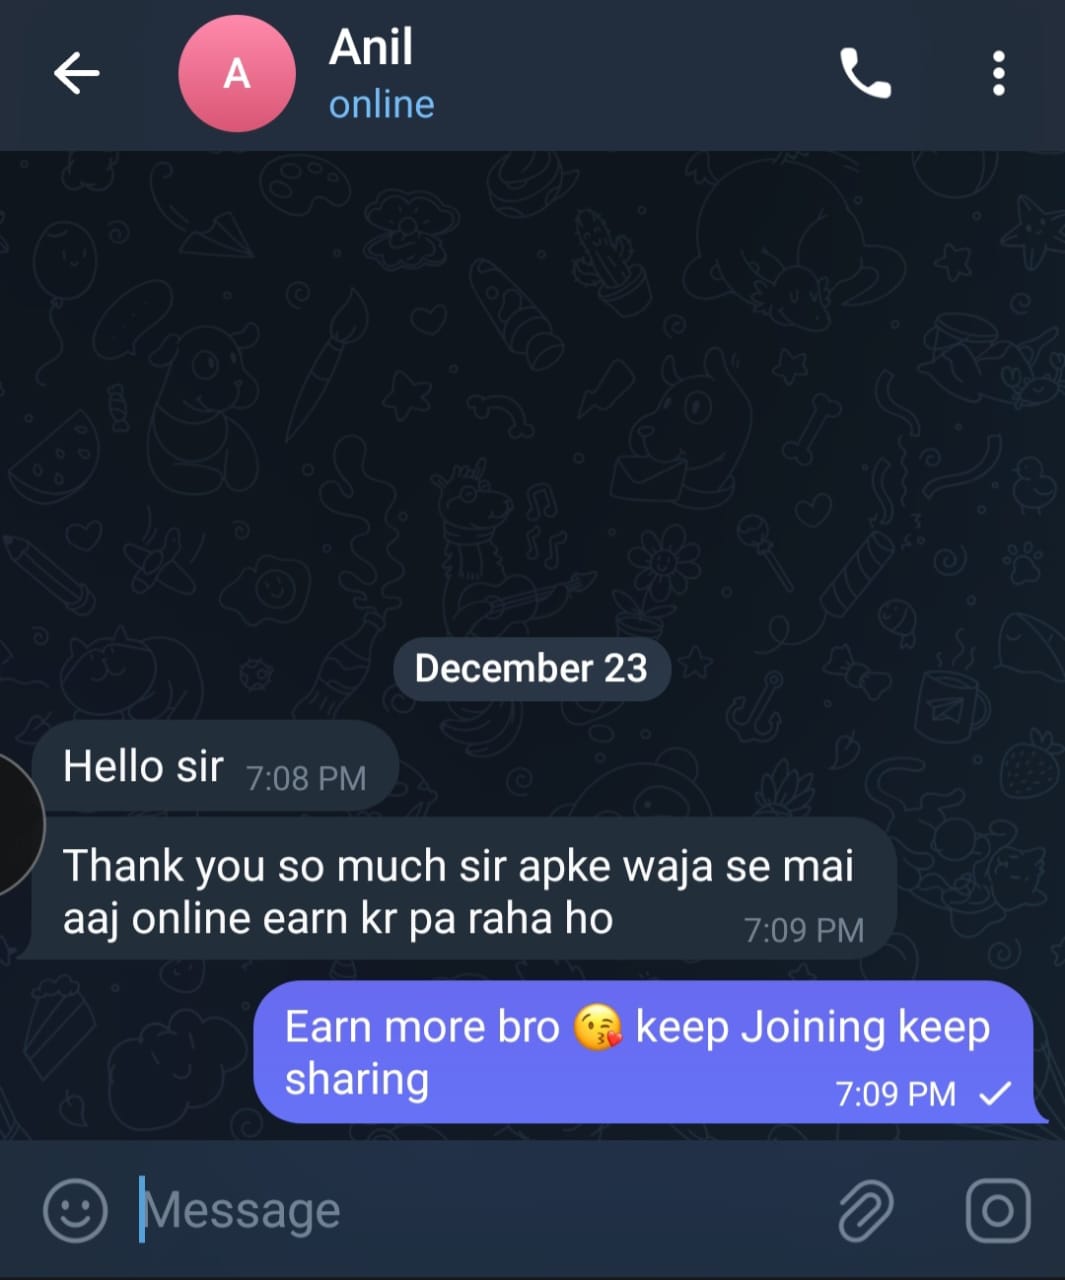 A
Anil
online
December 23
Hello sir 7:08 PM
Thank you so much sir apke waja se mai
aaj online earn kr pa raha ho 7:09 PM
Earn more bro 😘 keep Joining keep
sharing 7:09 PM
Message